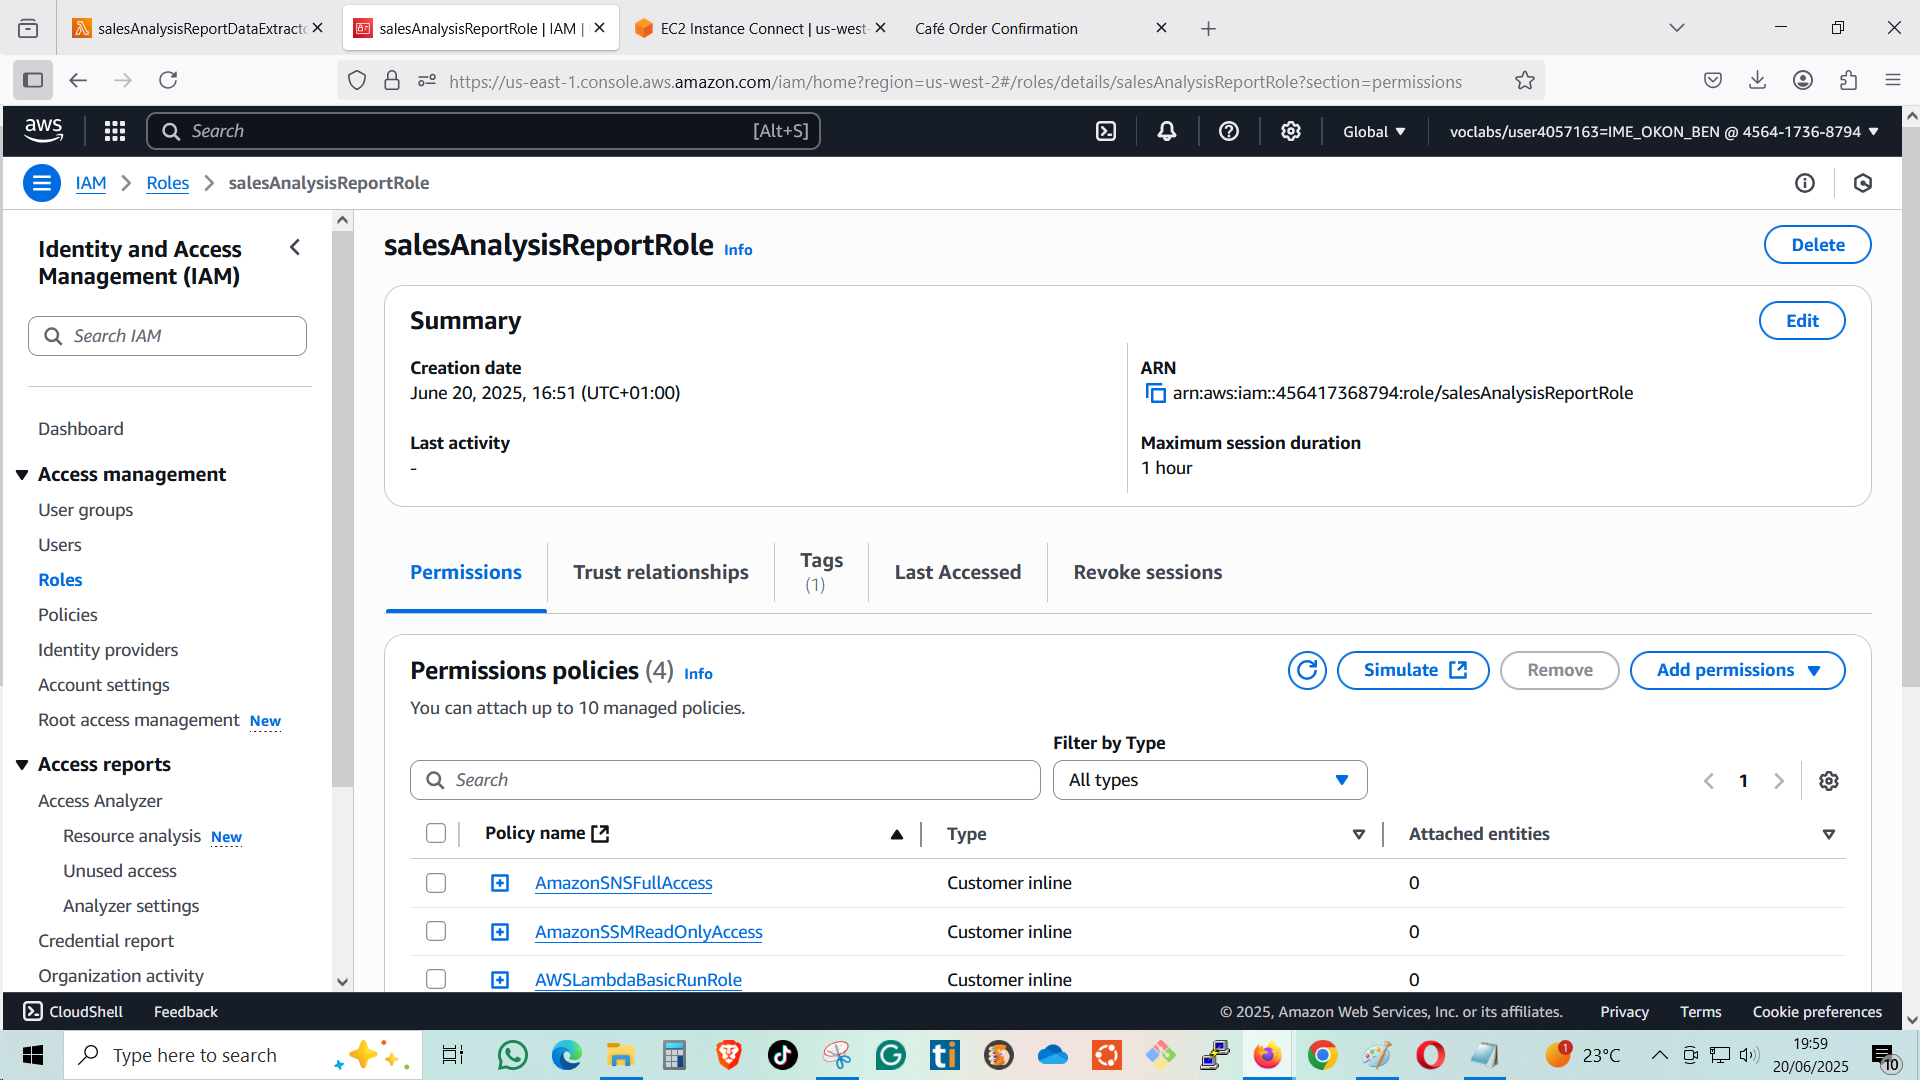 salesAnalysisReportDataExtractor
salesAnalysisReportRole | IAM |
EC2 Instance Connect | us-west-
Café Order Confirmation
https://us-east-1.console.aws.amazon.com/iam/home?region=us-west-2#/roles/details/salesAnalysisReportRole?section=permissions
aws
Search
[Alt+S]
Global
voclabs/user4057163=IME_OKON_BEN @ 4564-1736-8794
IAM
Roles
salesAnalysisReportRole
Identity and Access
Management (IAM)
Search IAM
Dashboard
Access management
User groups
Users
Roles
Policies
Identity providers
Account settings
Root access management New
Access reports
Access Analyzer
Resource analysis New
Unused access
Analyzer settings
Credential report
Organization activity
salesAnalysisReportRole Info
Delete
Summary
Edit
Creation date
June 20, 2025, 16:51 (UTC+01:00)
ARN
arn:aws:iam::456417368794:role/salesAnalysisReportRole
Last activity
-
Maximum session duration
1 hour
Permissions
Trust relationships
Tags
(1)
Last Accessed
Revoke sessions
Permissions policies (4) Info
Simulate
Remove
Add permissions
You can attach up to 10 managed policies.
Filter by Type
Search
All types
1
Policy name
Type
Attached entities
AmazonSNSFullAccess
Customer inline
0
AmazonSSMReadOnlyAccess
Customer inline
0
AWSLambdaBasicRunRole
Customer inline
0
CloudShell
Feedback
© 2025, Amazon Web Services, Inc. or its affiliates.
Privacy
Terms
Cookie preferences
Type here to search
ti
1
23°C
19:59
20/06/2025
10